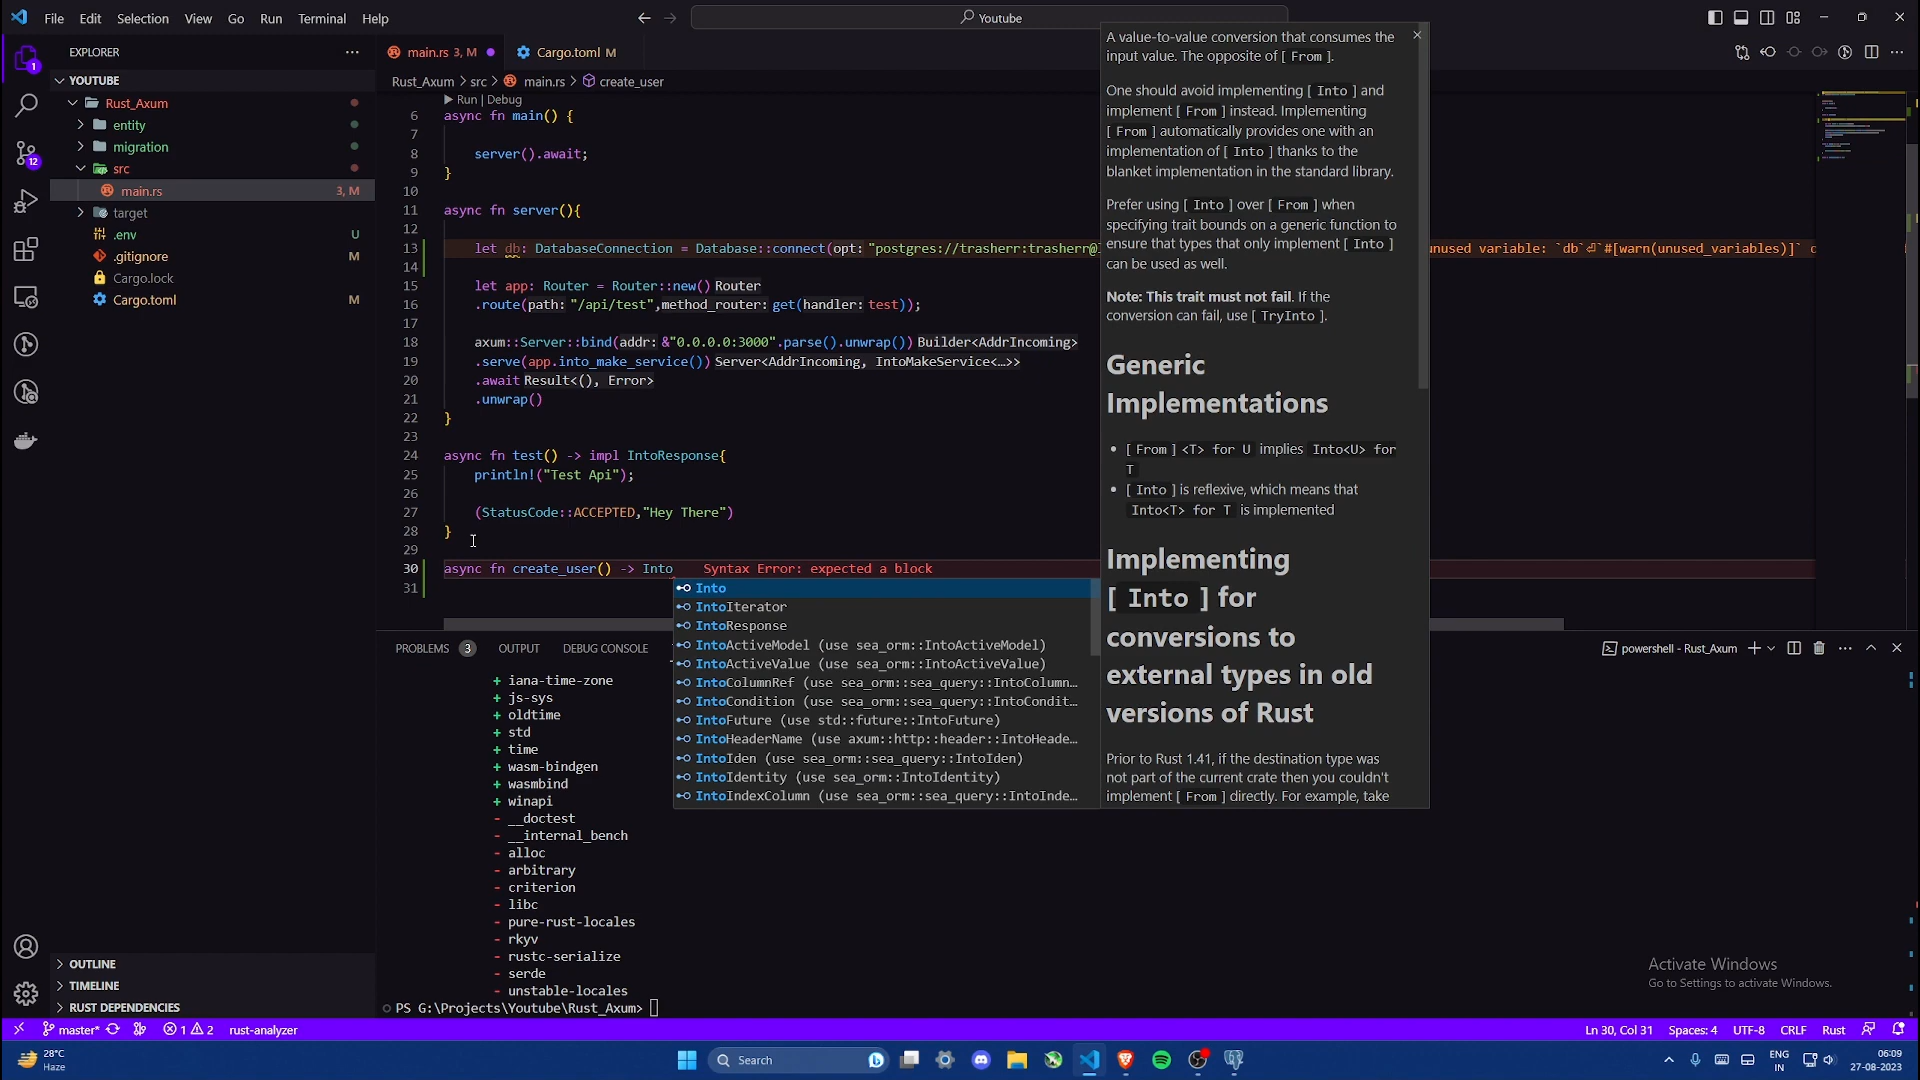 File Edit Selection View Go Run Terminal Help
Youtube
EXPLORER
YOUTUBE
Rust_Axum
entity
migration
src
main.rs 3, M
target
.env U
.gitignore M
Cargo.lock
Cargo.toml M
OUTLINE
TIMELINE
RUST DEPENDENCIES
main.rs 3, M
Cargo.toml M
Rust_Axum > src > main.rs > create_user
Run | Debug
6 async fn main() {
7
8 server().await;
9 }
10
11 async fn server(){
12
13 let db: DatabaseConnection = Database::connect(opt: "postgres://trasherr:trasherr@
unused variable: `db`⏎`#[warn(unused_variables)]`
14
15 let app: Router = Router::new() Router
16 .route(path: "/api/test",method_router: get(handler: test));
17
18 axum::Server::bind(addr: &"0.0.0.0:3000".parse().unwrap()) Builder<AddrIncoming>
19 .serve(app.into_make_service()) Server<AddrIncoming, IntoMakeService<…>>
20 .await Result<(), Error>
21 .unwrap()
22 }
23
24 async fn test() -> impl IntoResponse{
25 println!("Test Api");
26
27 (StatusCode::ACCEPTED,"Hey There")
28 }
29
30 async fn create_user() -> Into Syntax Error: expected a block
31
Into
IntoIterator
IntoResponse
IntoActiveModel (use sea_orm::IntoActiveModel)
IntoActiveValue (use sea_orm::IntoActiveValue)
IntoColumnRef (use sea_orm::sea_query::IntoColumn…
IntoCondition (use sea_orm::sea_query::IntoCondit…
IntoFuture (use std::future::IntoFuture)
IntoHeaderName (use axum::http::header::IntoHeade…
IntoIden (use sea_orm::sea_query::IntoIden)
IntoIdentity (use sea_orm::IntoIdentity)
IntoIndexColumn (use sea_orm::sea_query::IntoInde…
A value-to-value conversion that consumes the
input value. The opposite of [ From ].
One should avoid implementing [ Into ] and
implement [ From ] instead. Implementing
[ From ] automatically provides one with an
implementation of [ Into ] thanks to the
blanket implementation in the standard library.
Prefer using [ Into ] over [ From ] when
specifying trait bounds on a generic function to
ensure that types that only implement [ Into ]
can be used as well.
Note: This trait must not fail. If the
conversion can fail, use [ TryInto ].
Generic
Implementations
• [ From ] <T> for U implies Into<U> for
T
• [ Into ] is reflexive, which means that
Into<T> for T is implemented
Implementing
[ Into ] for
conversions to
external types in old
versions of Rust
Prior to Rust 1.41, if the destination type was
not part of the current crate then you couldn't
implement [ From ] directly. For example, take
PROBLEMS 3 OUTPUT DEBUG CONSOLE
powershell - Rust_Axum
+ iana-time-zone
+ js-sys
+ oldtime
+ std
+ time
+ wasm-bindgen
+ wasmbind
+ winapi
- __doctest
- __internal_bench
- alloc
- arbitrary
- criterion
- libc
- pure-rust-locales
- rkyv
- rustc-serialize
- serde
- unstable-locales
PS G:\Projects\Youtube\Rust_Axum>
Activate Windows
Go to Settings to activate Windows.
master* 1 2 rust-analyzer
Ln 30, Col 31 Spaces: 4 UTF-8 CRLF Rust
28°C
Haze
Search
ENG
IN
06:09
27-08-2023